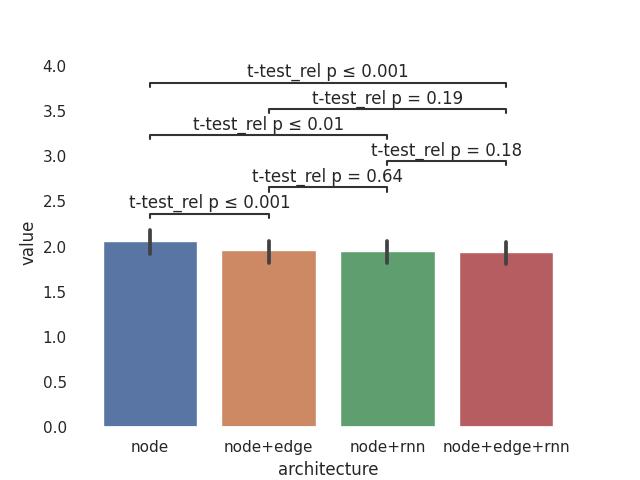 4.0
t-test_rel p ≤ 0.001
t-test_rel p = 0.19
3.5
t-test_rel p ≤ 0.01
3.0
t-test_rel p = 0.18
t-test_rel p = 0.64
2.5
t-test_rel p ≤ 0.001
value
2.0
1.5
1.0
0.5
0.0
node node+edge node+rnn node+edge+rnn
architecture